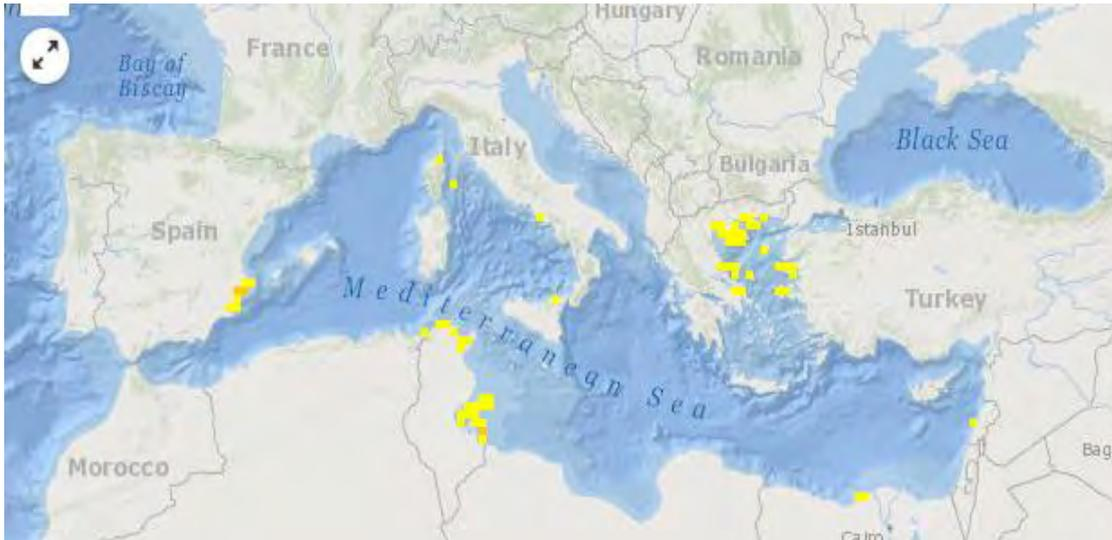 Hungary
France
Romania
Bay of
Biscay
Italy
Black Sea
Bulgaria
Spain
Istanbul
Mediterranean Sea
Turkey
Morocco
Bag
Cairo